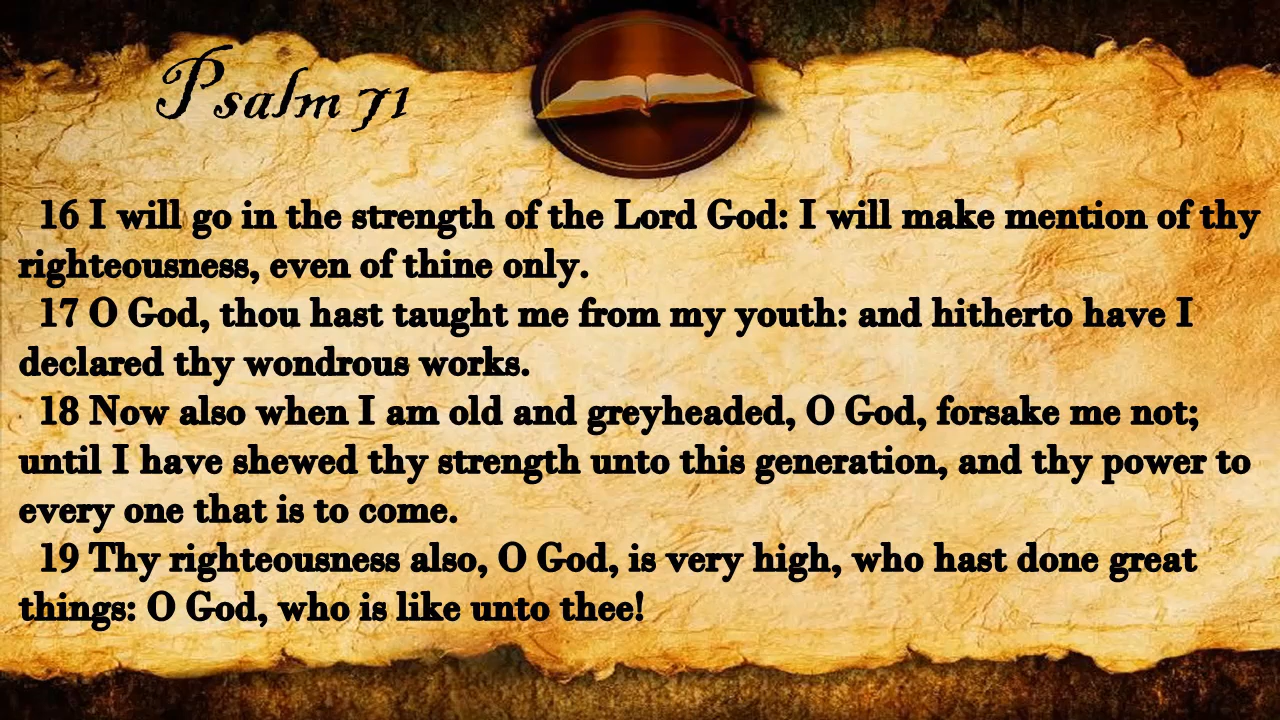 Psalm 71
16 I will go in the strength of the Lord God: I will make mention of thy
righteousness, even of thine only.
17 O God, thou hast taught me from my youth: and hitherto have I
declared thy wondrous works.
18 Now also when I am old and greyheaded, O God, forsake me not;
until I have shewed thy strength unto this generation, and thy power to
every one that is to come.
19 Thy righteousness also, O God, is very high, who hast done great
things: O God, who is like unto thee!